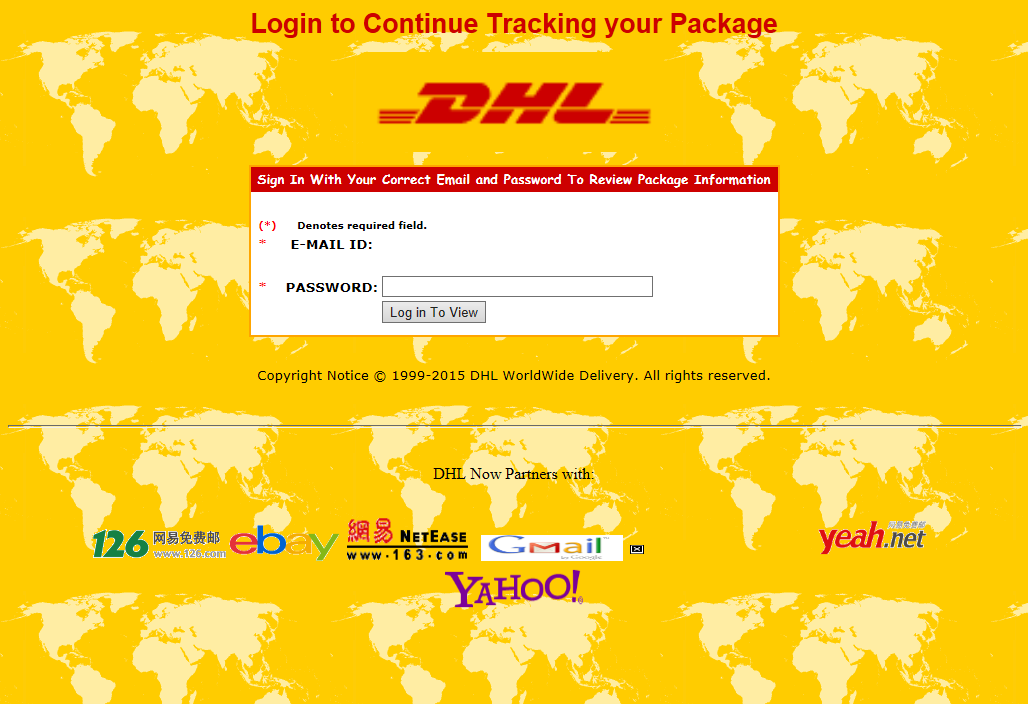 Login to Continue Tracking your Package
DHL
Sign In With Your Correct Email and Password To Review Package Information
(*) Denotes required field.
* E-MAIL ID:
* PASSWORD:
Log in To View
Copyright Notice © 1999-2015 DHL WorldWide Delivery. All rights reserved.
DHL Now Partners with:
126 网易免费邮
www.126.com
ebay
網易 NETEASE
www.163.com
Gmail™
by Google
yeah.net 网易免费邮
YAHOO!